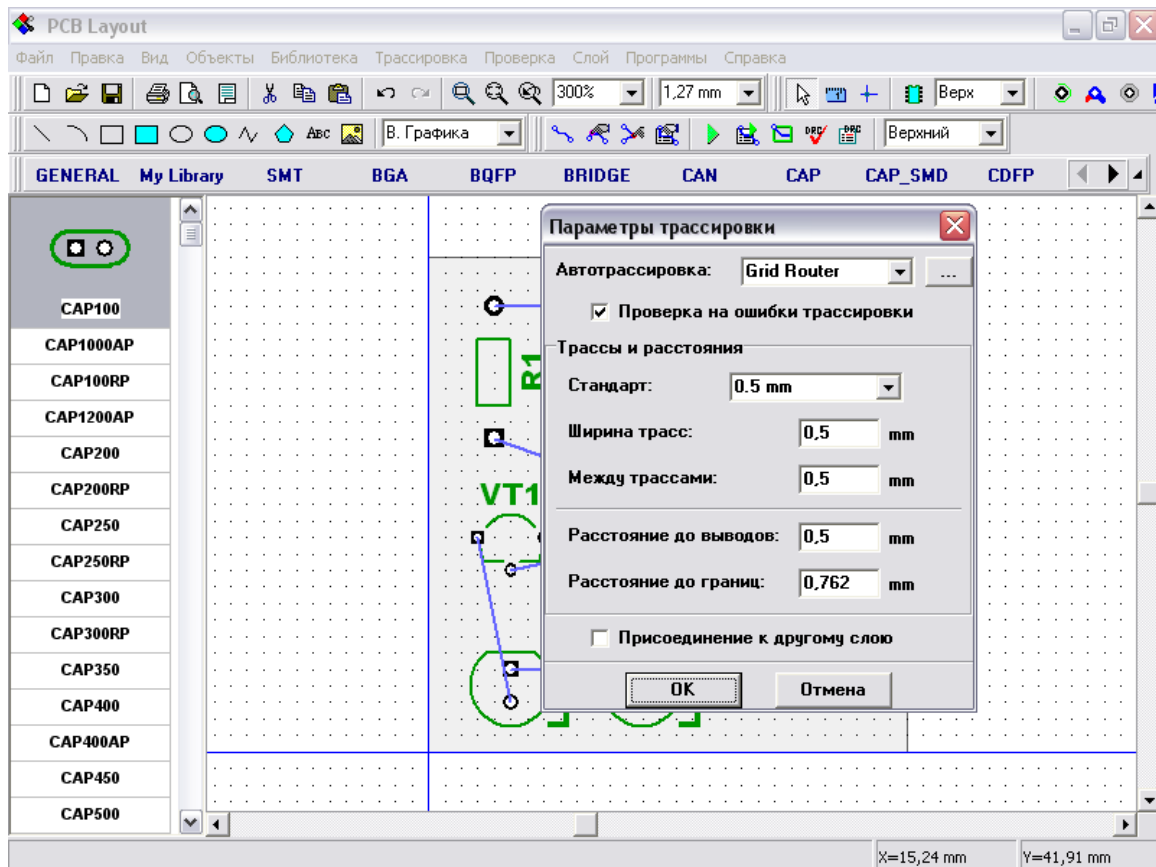 PCB Layout
Файл Правка Вид Объекты Библиотека Трассировка Проверка Слой Программы Справка
300% 1,27 mm Верх
ABC В. Графика DRC DRC Верхний
GENERAL My Library SMT BGA BQFP BRIDGE CAN CAP CAP_SMD CDFP
CAP100
CAP1000AP
CAP100RP
CAP1200AP
CAP200
CAP200RP
CAP250
CAP250RP
CAP300
CAP300RP
CAP350
CAP400
CAP400AP
CAP450
CAP500
R1
VT1
Параметры трассировки
Автотрассировка: Grid Router ...
Проверка на ошибки трассировки
Трассы и расстояния
Стандарт: 0.5 mm
Ширина трасс: 0,5 mm
Между трассами: 0,5 mm
Расстояние до выводов: 0,5 mm
Расстояние до границ: 0,762 mm
Присоединение к другому слою
OK Отмена
X=15,24 mm Y=41,91 mm